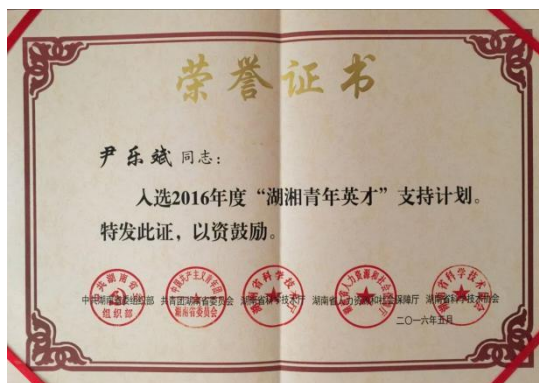 荣誉证书
尹乐斌 同志:
入选2016年度“湖湘青年英才”支持计划。
特发此证,以资鼓励。
中共湖南省委组织部 共青团湖南省委员会 湖南省科学技术厅 湖南省人力资源和社会保障厅 湖南省科学技术协会
二〇一六年五月